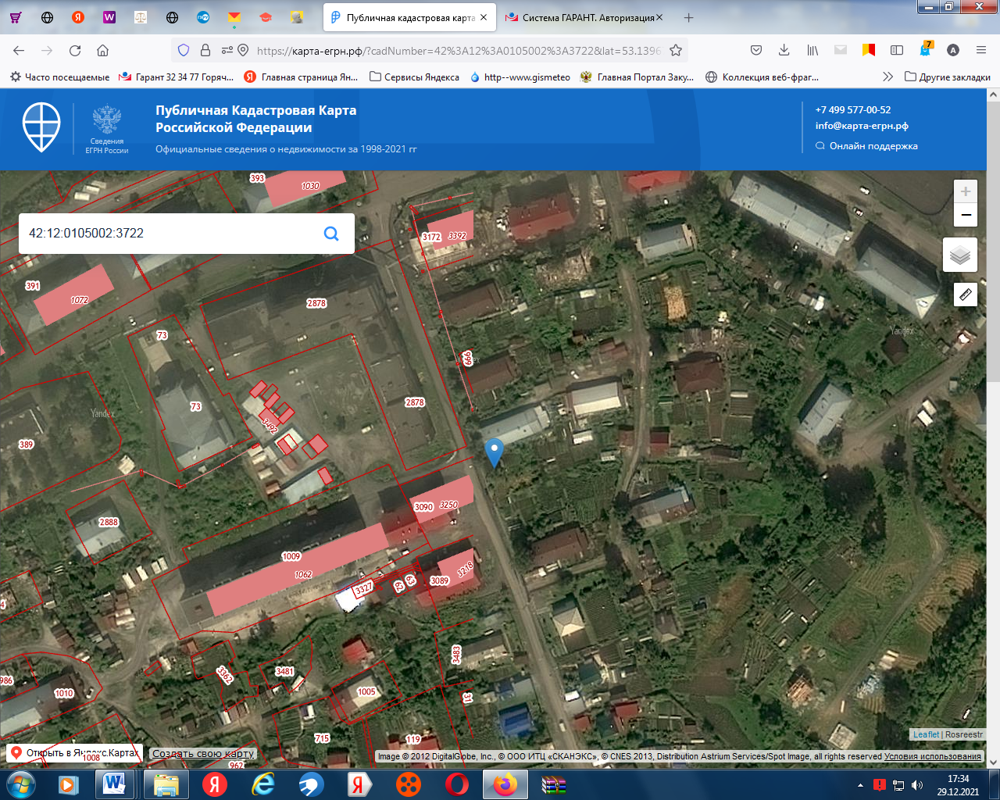 Публичная кадастровая карта
Система ГАРАНТ. Авторизация
https://карта-егрн.рф/?cadNumber=42%3A12%3A0105002%3A3722&lat=53.1396
7
A
Часто посещаемые
Гарант 32 34 77 Горяч...
Главная страница Ян...
Сервисы Яндекса
http--www.gismeteo
Главная Портал Заку...
Коллекция веб-фраг...
Другие закладки
Сведения
ЕГРН России
Публичная Кадастровая Карта
Российской Федерации
Официальные сведения о недвижимости за 1998-2021 гг
+7 499 577-00-52
info@карта-егрн.рф
Онлайн поддержка
42:12:0105002:3722
393
1030
3172
3392
391
1072
2878
73
999
Yandex
73
2878
Yandex
3492
389
3090
3250
2888
1009
1062
3089
3218
3327
62
63
3483
3362
3481
986
1010
1005
31
715
119
1008
962
Открыть в Яндекс.Картах
Создать свою карту
Leaflet | Rosreestr
Image © 2012 DigitalGlobe, Inc., © ООО ИТЦ «СКАНЭКС», © CNES 2013, Distribution Astrium Services/Spot Image, all rights reserved Условия использования
17:34
29.12.2021